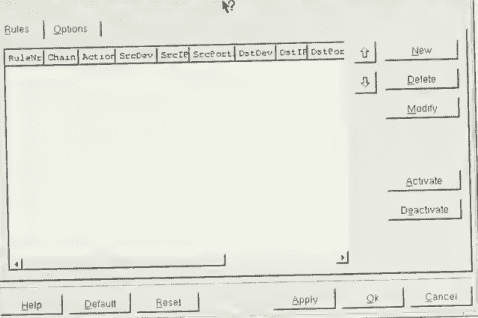 Rules Options
RuleNr Chain Action SrcDev SrcIP SrcPort DstDev DstIP DstPor
New
Delete
Modify
Activate
Deactivate
Help Default Reset Apply Ok Cancel